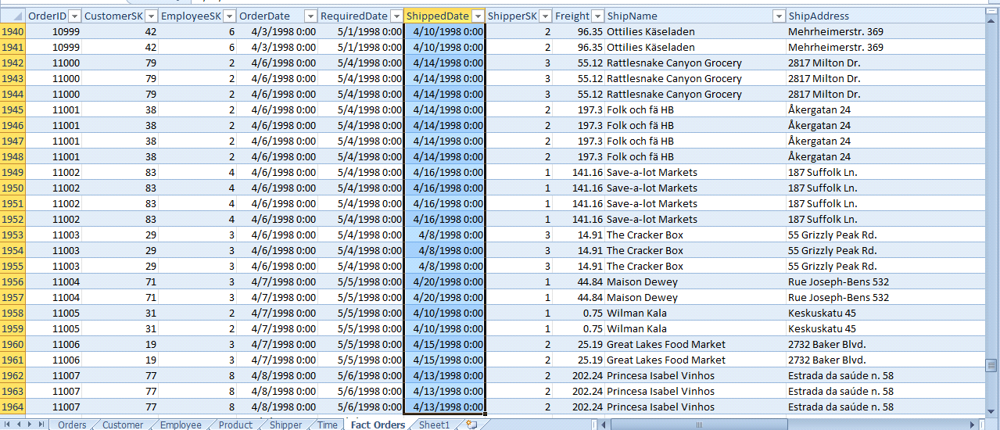 OrderID CustomerSK EmployeeSK OrderDate RequiredDate ShippedDate ShipperSK Freight ShipName ShipAddress
1940 10999 42 6 4/3/1998 0:00 5/1/1998 0:00 4/10/1998 0:00 2 96.35 Ottilies Käseladen Mehrheimerstr. 369
1941 10999 42 6 4/3/1998 0:00 5/1/1998 0:00 4/10/1998 0:00 2 96.35 Ottilies Käseladen Mehrheimerstr. 369
1942 11000 79 2 4/6/1998 0:00 5/4/1998 0:00 4/14/1998 0:00 3 55.12 Rattlesnake Canyon Grocery 2817 Milton Dr.
1943 11000 79 2 4/6/1998 0:00 5/4/1998 0:00 4/14/1998 0:00 3 55.12 Rattlesnake Canyon Grocery 2817 Milton Dr.
1944 11000 79 2 4/6/1998 0:00 5/4/1998 0:00 4/14/1998 0:00 3 55.12 Rattlesnake Canyon Grocery 2817 Milton Dr.
1945 11001 38 2 4/6/1998 0:00 5/4/1998 0:00 4/14/1998 0:00 2 197.3 Folk och fä HB Åkergatan 24
1946 11001 38 2 4/6/1998 0:00 5/4/1998 0:00 4/14/1998 0:00 2 197.3 Folk och fä HB Åkergatan 24
1947 11001 38 2 4/6/1998 0:00 5/4/1998 0:00 4/14/1998 0:00 2 197.3 Folk och fä HB Åkergatan 24
1948 11001 38 2 4/6/1998 0:00 5/4/1998 0:00 4/14/1998 0:00 2 197.3 Folk och fä HB Åkergatan 24
1949 11002 83 4 4/6/1998 0:00 5/4/1998 0:00 4/16/1998 0:00 1 141.16 Save-a-lot Markets 187 Suffolk Ln.
1950 11002 83 4 4/6/1998 0:00 5/4/1998 0:00 4/16/1998 0:00 1 141.16 Save-a-lot Markets 187 Suffolk Ln.
1951 11002 83 4 4/6/1998 0:00 5/4/1998 0:00 4/16/1998 0:00 1 141.16 Save-a-lot Markets 187 Suffolk Ln.
1952 11002 83 4 4/6/1998 0:00 5/4/1998 0:00 4/16/1998 0:00 1 141.16 Save-a-lot Markets 187 Suffolk Ln.
1953 11003 29 3 4/6/1998 0:00 5/4/1998 0:00 4/8/1998 0:00 3 14.91 The Cracker Box 55 Grizzly Peak Rd.
1954 11003 29 3 4/6/1998 0:00 5/4/1998 0:00 4/8/1998 0:00 3 14.91 The Cracker Box 55 Grizzly Peak Rd.
1955 11003 29 3 4/6/1998 0:00 5/4/1998 0:00 4/8/1998 0:00 3 14.91 The Cracker Box 55 Grizzly Peak Rd.
1956 11004 71 3 4/7/1998 0:00 5/5/1998 0:00 4/20/1998 0:00 1 44.84 Maison Dewey Rue Joseph-Bens 532
1957 11004 71 3 4/7/1998 0:00 5/5/1998 0:00 4/20/1998 0:00 1 44.84 Maison Dewey Rue Joseph-Bens 532
1958 11005 31 2 4/7/1998 0:00 5/5/1998 0:00 4/10/1998 0:00 1 0.75 Wilman Kala Keskuskatu 45
1959 11005 31 2 4/7/1998 0:00 5/5/1998 0:00 4/10/1998 0:00 1 0.75 Wilman Kala Keskuskatu 45
1960 11006 19 3 4/7/1998 0:00 5/5/1998 0:00 4/15/1998 0:00 2 25.19 Great Lakes Food Market 2732 Baker Blvd.
1961 11006 19 3 4/7/1998 0:00 5/5/1998 0:00 4/15/1998 0:00 2 25.19 Great Lakes Food Market 2732 Baker Blvd.
1962 11007 77 8 4/8/1998 0:00 5/6/1998 0:00 4/13/1998 0:00 2 202.24 Princesa Isabel Vinhos Estrada da saúde n. 58
1963 11007 77 8 4/8/1998 0:00 5/6/1998 0:00 4/13/1998 0:00 2 202.24 Princesa Isabel Vinhos Estrada da saúde n. 58
1964 11007 77 8 4/8/1998 0:00 5/6/1998 0:00 4/13/1998 0:00 2 202.24 Princesa Isabel Vinhos Estrada da saúde n. 58
Orders Customer Employee Product Shipper Time Fact Orders Sheet1